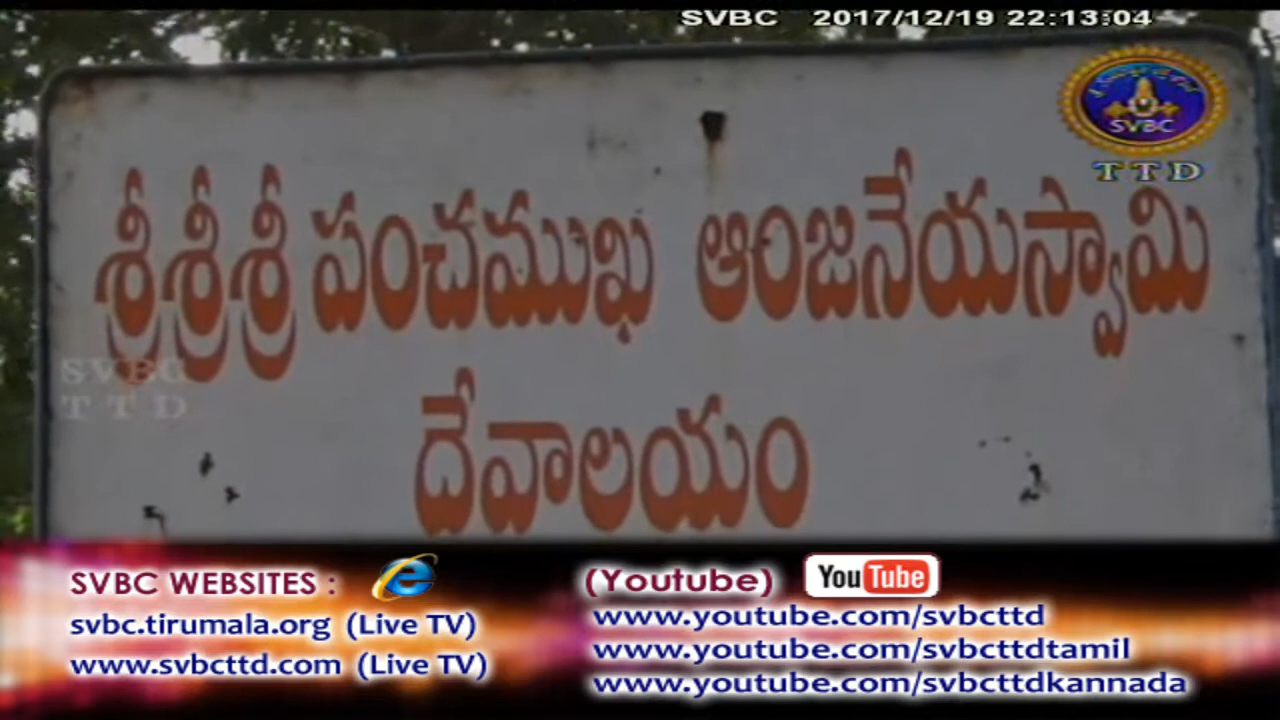 SVBC 2017/12/19 22:13:04
SVBC
TTD
శ్రీశ్రీశ్రీ పంచముఖ ఆంజనేయస్వామి
దేవాలయం
SVBC
TTD
SVBC WEBSITES :
svbc.tirumala.org (Live TV)
www.svbcttd.com (Live TV)
(Youtube) YouTube
www.youtube.com/svbcttd
www.youtube.com/svbcttdtamil
www.youtube.com/svbcttdkannada